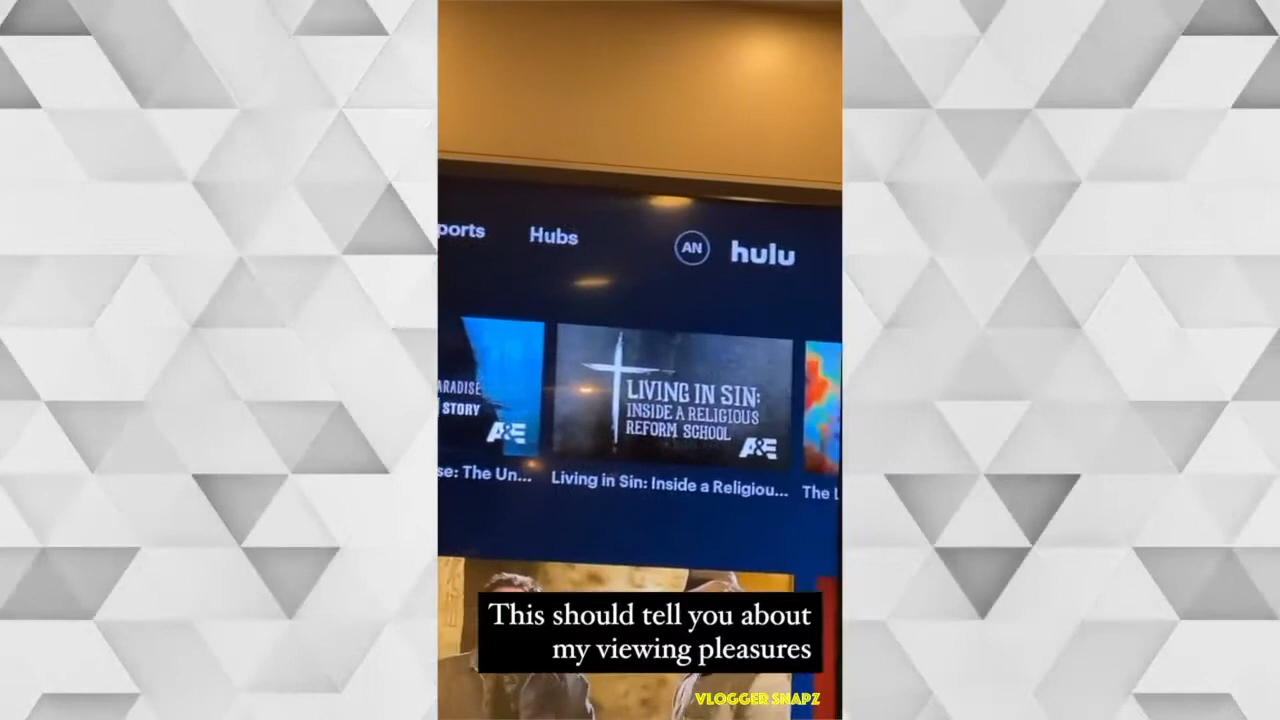 ports
Hubs
AN
hulu
ARADISE
STORY
A&E
LIVING IN SIN:
INSIDE A RELIGIOUS
REFORM SCHOOL
A&E
se: The Un...
Living in Sin: Inside a Religiou...
The L
This should tell you about
my viewing pleasures
VLOGGER SNAPZ